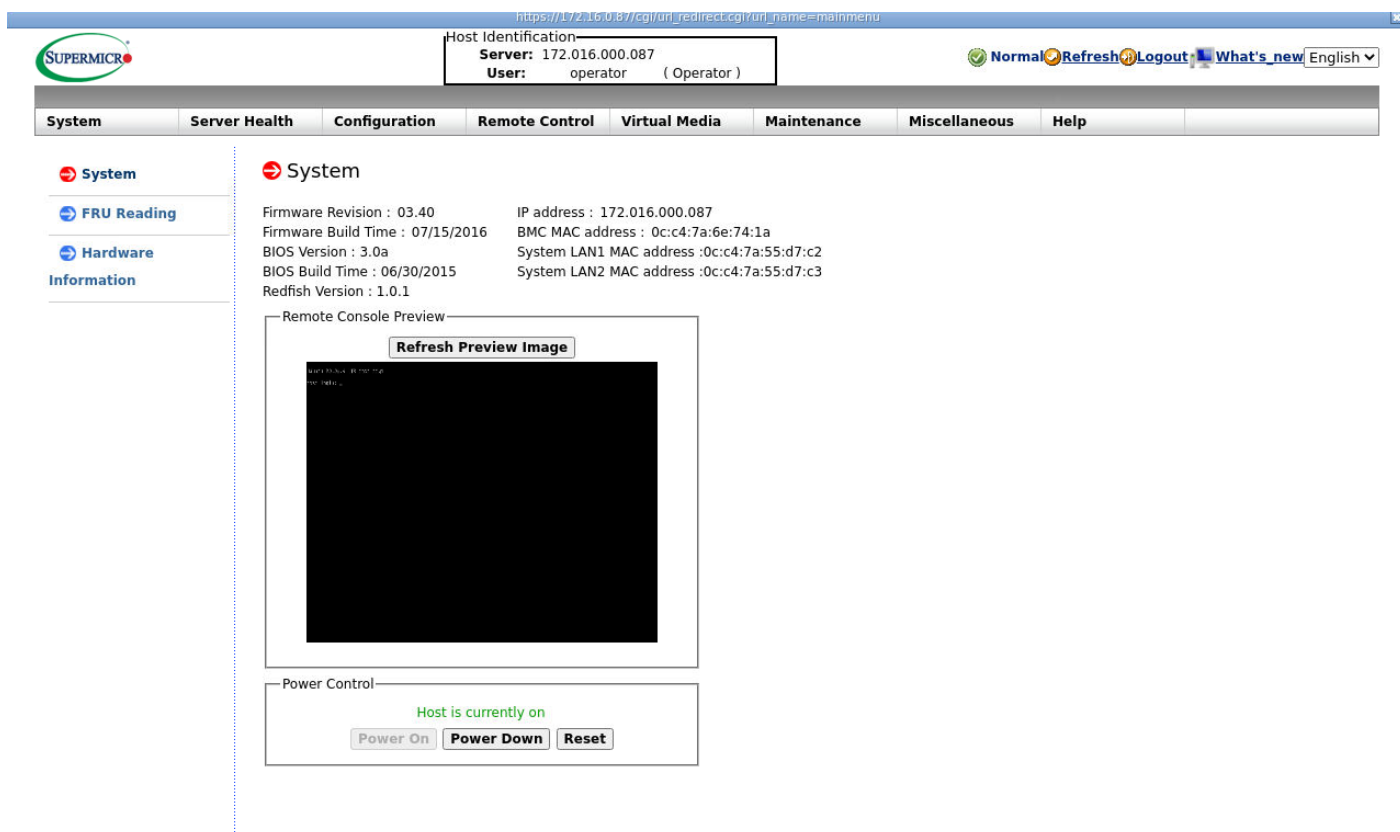 https://172.16.0.87/cgi/url_redirect.cgi?url_name=mainmenu
SUPERMICR
Host Identification
Server: 172.016.000.087
User: operator ( Operator )
Normal Refresh Logout What's_new English
System Server Health Configuration Remote Control Virtual Media Maintenance Miscellaneous Help
System
FRU Reading
Hardware
Information
System
Firmware Revision : 03.40
Firmware Build Time : 07/15/2016
BIOS Version : 3.0a
BIOS Build Time : 06/30/2015
Redfish Version : 1.0.1
IP address : 172.016.000.087
BMC MAC address : 0c:c4:7a:6e:74:1a
System LAN1 MAC address :0c:c4:7a:55:d7:c2
System LAN2 MAC address :0c:c4:7a:55:d7:c3
Remote Console Preview
Refresh Preview Image
Power Control
Host is currently on
Power On Power Down Reset